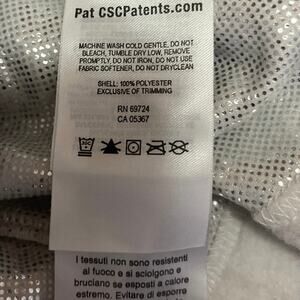 Pat CSCPatents.com
MACHINE WASH COLD GENTLE, DO NOT
BLEACH, TUMBLE DRY LOW, REMOVE
PROMPTLY, DO NOT IRON, DO NOT USE
FABRIC SOFTENER, DO NOT DRYCLEAN
SHELL: 100% POLYESTER
EXCLUSIVE OF TRIMMING
RN 69724
CA 05367
I tessuti non sono resistenti
al fuoco e si sciolgono e
bruciano se esposti a calore
estremo. Evitare di esporre